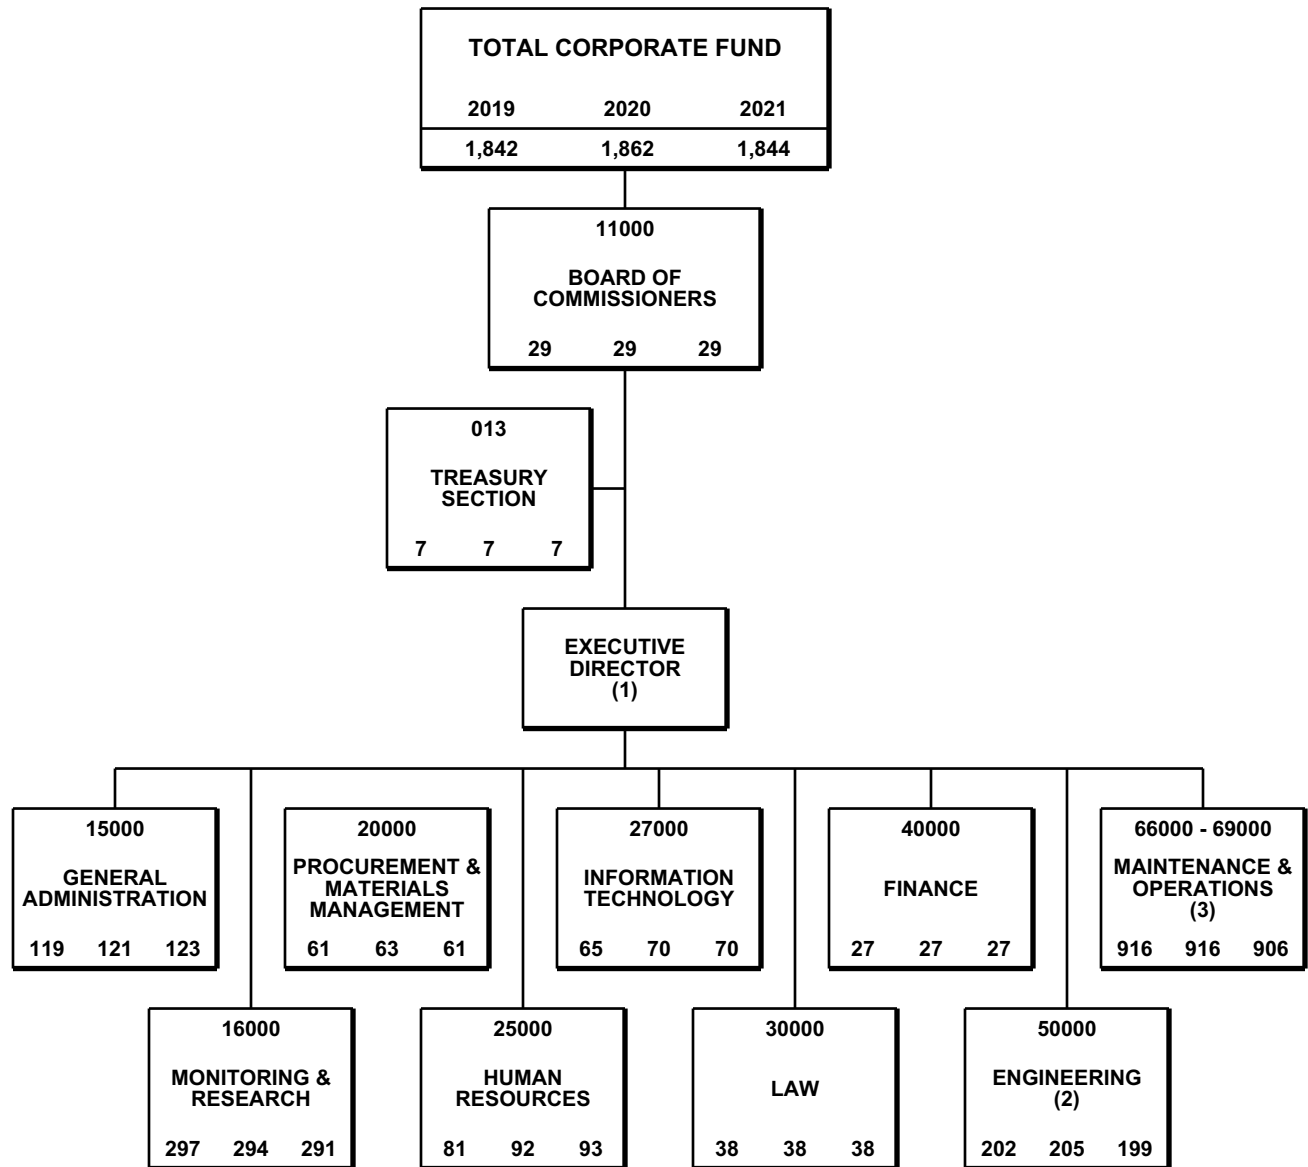 TOTAL CORPORATE FUND
2019 2020 2021
1,842 1,862 1,844
11000
BOARD OF
COMMISSIONERS
29 29 29
013
TREASURY
SECTION
7 7 7
EXECUTIVE
DIRECTOR
(1)
15000
GENERAL
ADMINISTRATION
119 121 123
20000
PROCUREMENT &
MATERIALS
MANAGEMENT
61 63 61
27000
INFORMATION
TECHNOLOGY
65 70 70
40000
FINANCE
27 27 27
66000 - 69000
MAINTENANCE &
OPERATIONS
(3)
916 916 906
16000
MONITORING &
RESEARCH
297 294 291
25000
HUMAN
RESOURCES
81 92 93
30000
LAW
38 38 38
50000
ENGINEERING
(2)
202 205 199